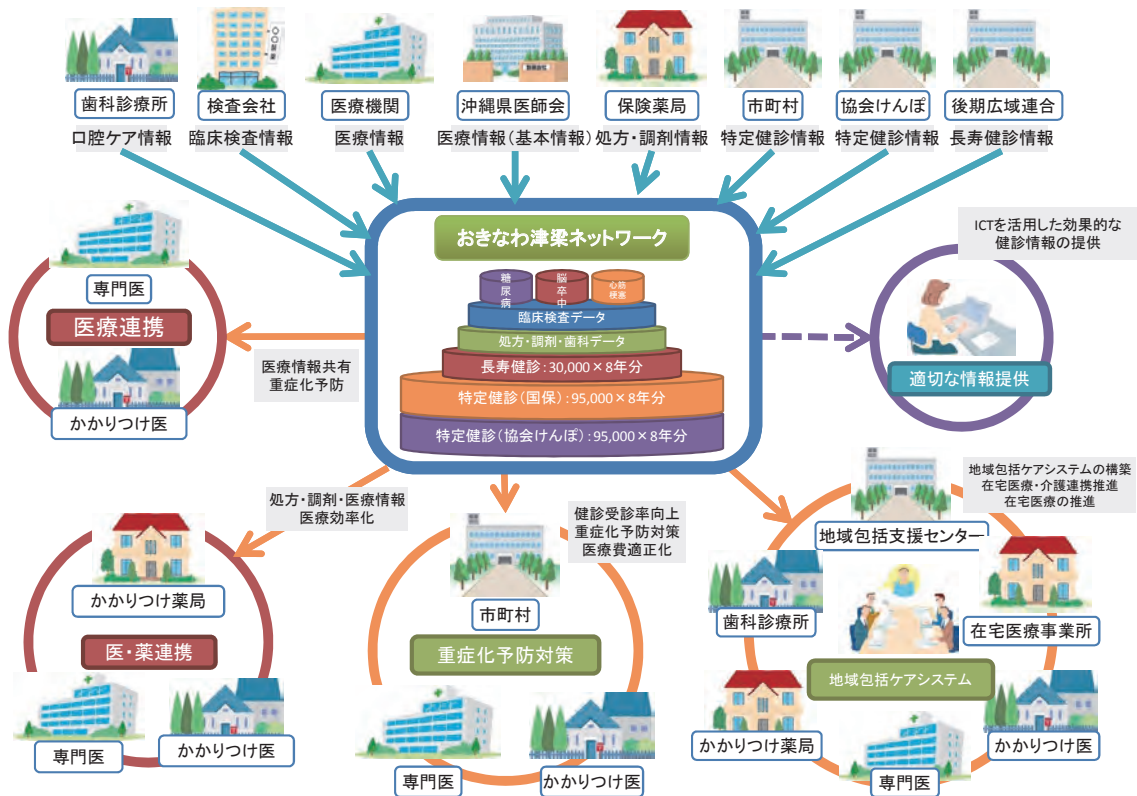 歯科診療所
検査会社
医療機関
沖縄県医師会
保険薬局
市町村
協会けんぽ
後期広域連合
口腔ケア情報
臨床検査情報
医療情報
医療情報(基本情報)
処方・調剤情報
特定健診情報
特定健診情報
長寿健診情報
おきなわ津梁ネットワーク
糖尿病
脳卒中
心筋
梗塞
臨床検査データ
処方・調剤・歯科データ
長寿健診:30,000×8年分
特定健診(国保):95,000×8年分
特定健診(協会けんぽ):95,000×8年分
専門医
医療連携
かかりつけ医
医療情報共有
重症化予防
ICTを活用した効果的な
健診情報の提供
適切な情報提供
処方・調剤・医療情報
医療効率化
かかりつけ薬局
医・薬連携
専門医
かかりつけ医
健診受診率向上
重症化予防対策
医療費適正化
市町村
重症化予防対策
専門医
かかりつけ医
地域包括ケアシステムの構築
在宅医療・介護連携推進
在宅医療の推進
地域包括支援センター
歯科診療所
在宅医療事業所
地域包括ケアシステム
かかりつけ薬局
かかりつけ医
専門医